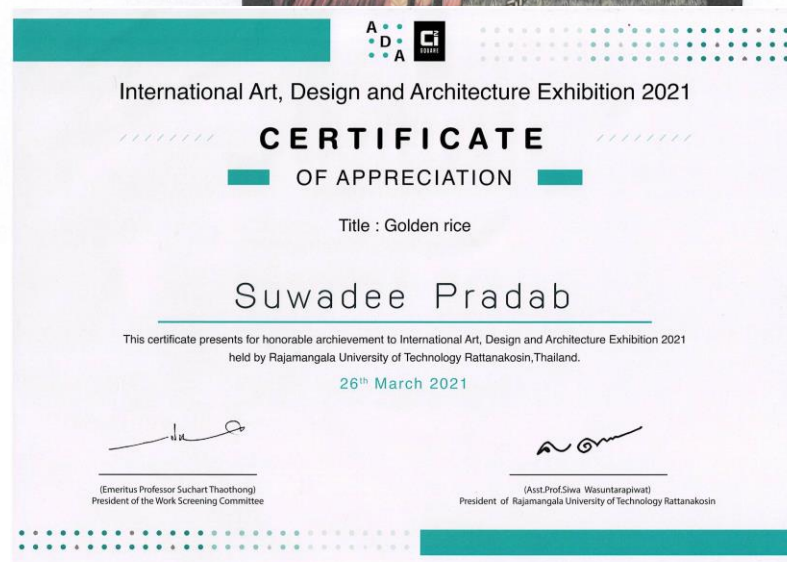 A
D
A
Ci2
SQUARE
International Art, Design and Architecture Exhibition 2021
CERTIFICATE
OF APPRECIATION
Title : Golden rice
Suwadee Pradab
This certificate presents for honorable archievement to International Art, Design and Architecture Exhibition 2021
held by Rajamangala University of Technology Rattanakosin,Thailand.
26th March 2021
(Emeritus Professor Suchart Thaothong)
President of the Work Screening Committee
(Asst.Prof.Siwa Wasuntarapiwat)
President of Rajamangala University of Technology Rattanakosin